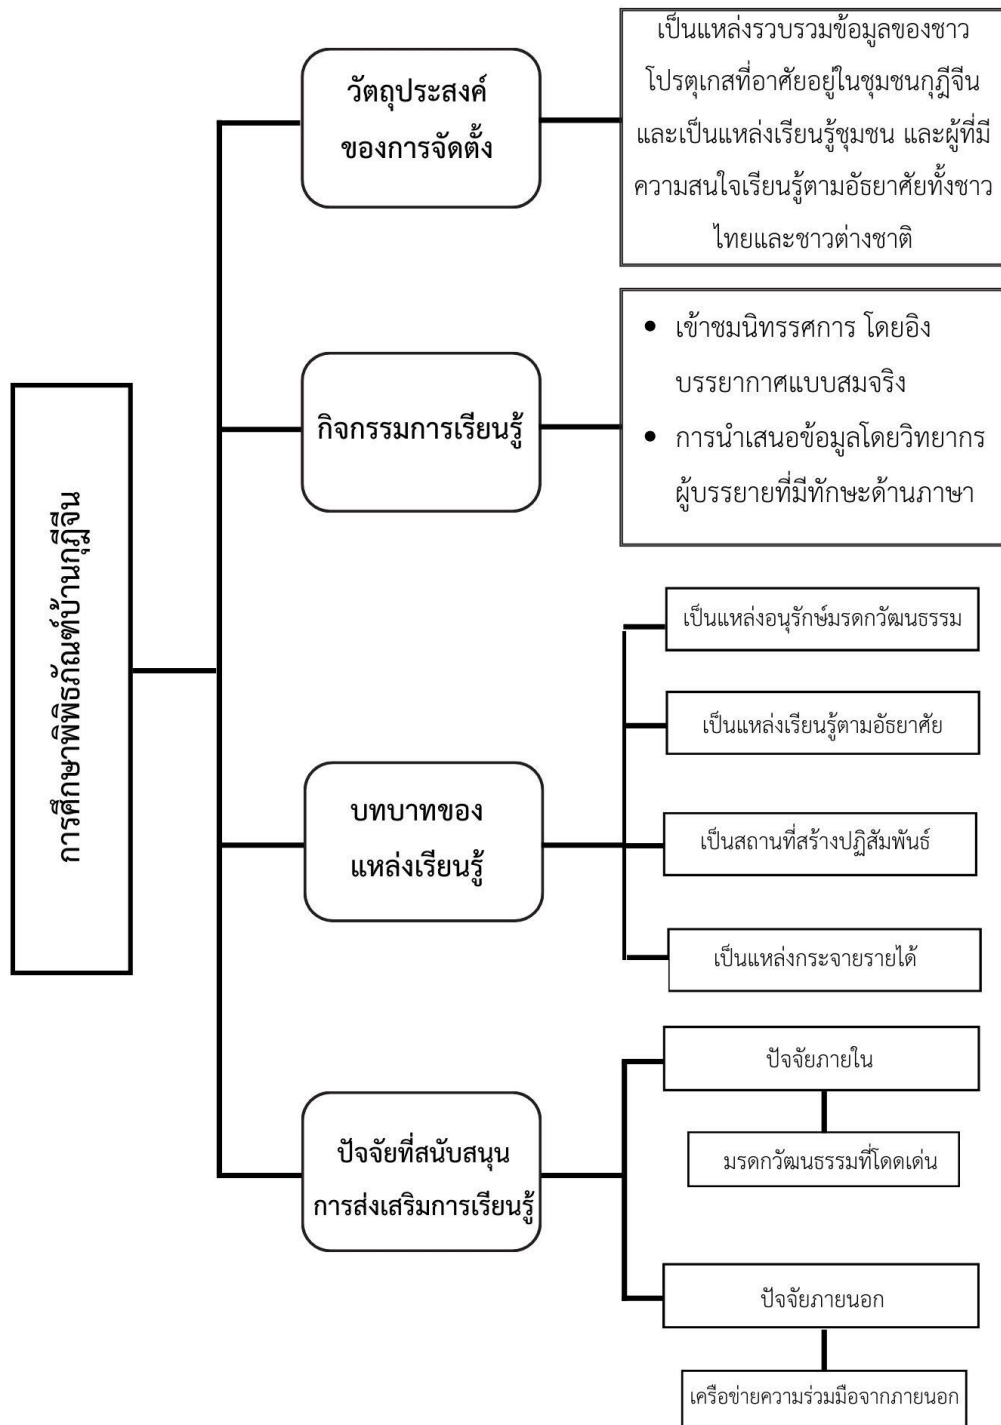 การศึกษาพิพิธภัณฑ์บ้านกุฎีจีน
วัตถุประสงค์
ของการจัดตั้ง
เป็นแหล่งรวบรวมข้อมูลของชาว
โปรตุเกสที่อาศัยอยู่ในชุมชนกุฎีจีน
และเป็นแหล่งเรียนรู้ชุมชน และผู้ที่มี
ความสนใจเรียนรู้ตามอัธยาศัยทั้งชาว
ไทยและชาวต่างชาติ
กิจกรรมการเรียนรู้
• เข้าชมนิทรรศการ โดยอิง
บรรยากาศแบบสมจริง
• การนำเสนอข้อมูลโดยวิทยากร
ผู้บรรยายที่มีทักษะด้านภาษา
บทบาทของ
แหล่งเรียนรู้
เป็นแหล่งอนุรักษ์มรดกวัฒนธรรม
เป็นแหล่งเรียนรู้ตามอัธยาศัย
เป็นสถานที่สร้างปฏิสัมพันธ์
เป็นแหล่งกระจายรายได้
ปัจจัยที่สนับสนุน
การส่งเสริมการเรียนรู้
ปัจจัยภายใน
มรดกวัฒนธรรมที่โดดเด่น
ปัจจัยภายนอก
เครือข่ายความร่วมมือจากภายนอก